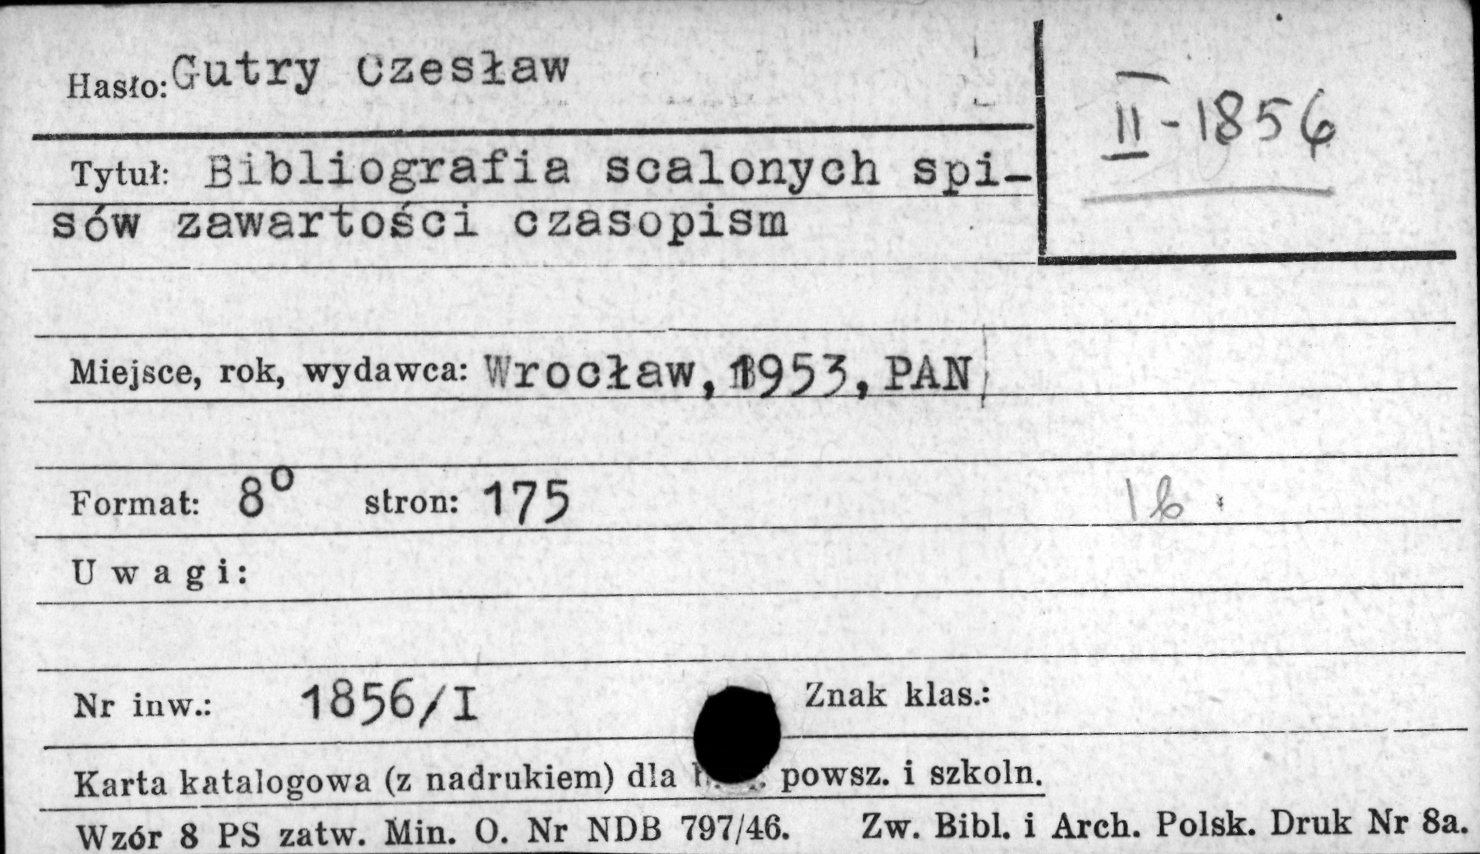 Hasło: Gutry Czesław
II-1856
Tytuł: Bibliografia scalonych spi-
sów zawartości czasopism
Miejsce, rok, wydawca: Wrocław, 1953, PAN
Format: 8° stron: 175
Uwagi:
Nr inw.: 1856/I Znak klas.:
Karta katalogowa (z nadrukiem) dla powsz. i szkoln.
Wzór 8 PS zatw. Min. O. Nr NDB 797/46. Zw. Bibl. i Arch. Polsk. Druk Nr 8a.